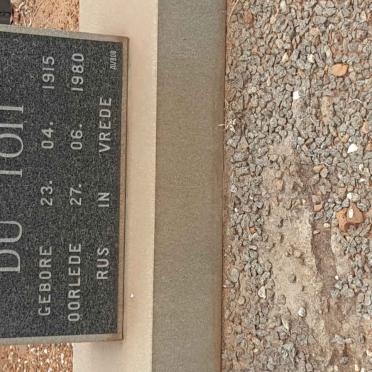 DU TOIT
GEBORE 23. 04. 1915
OORLEDE 27. 06. 1980
RUS IN VREDE